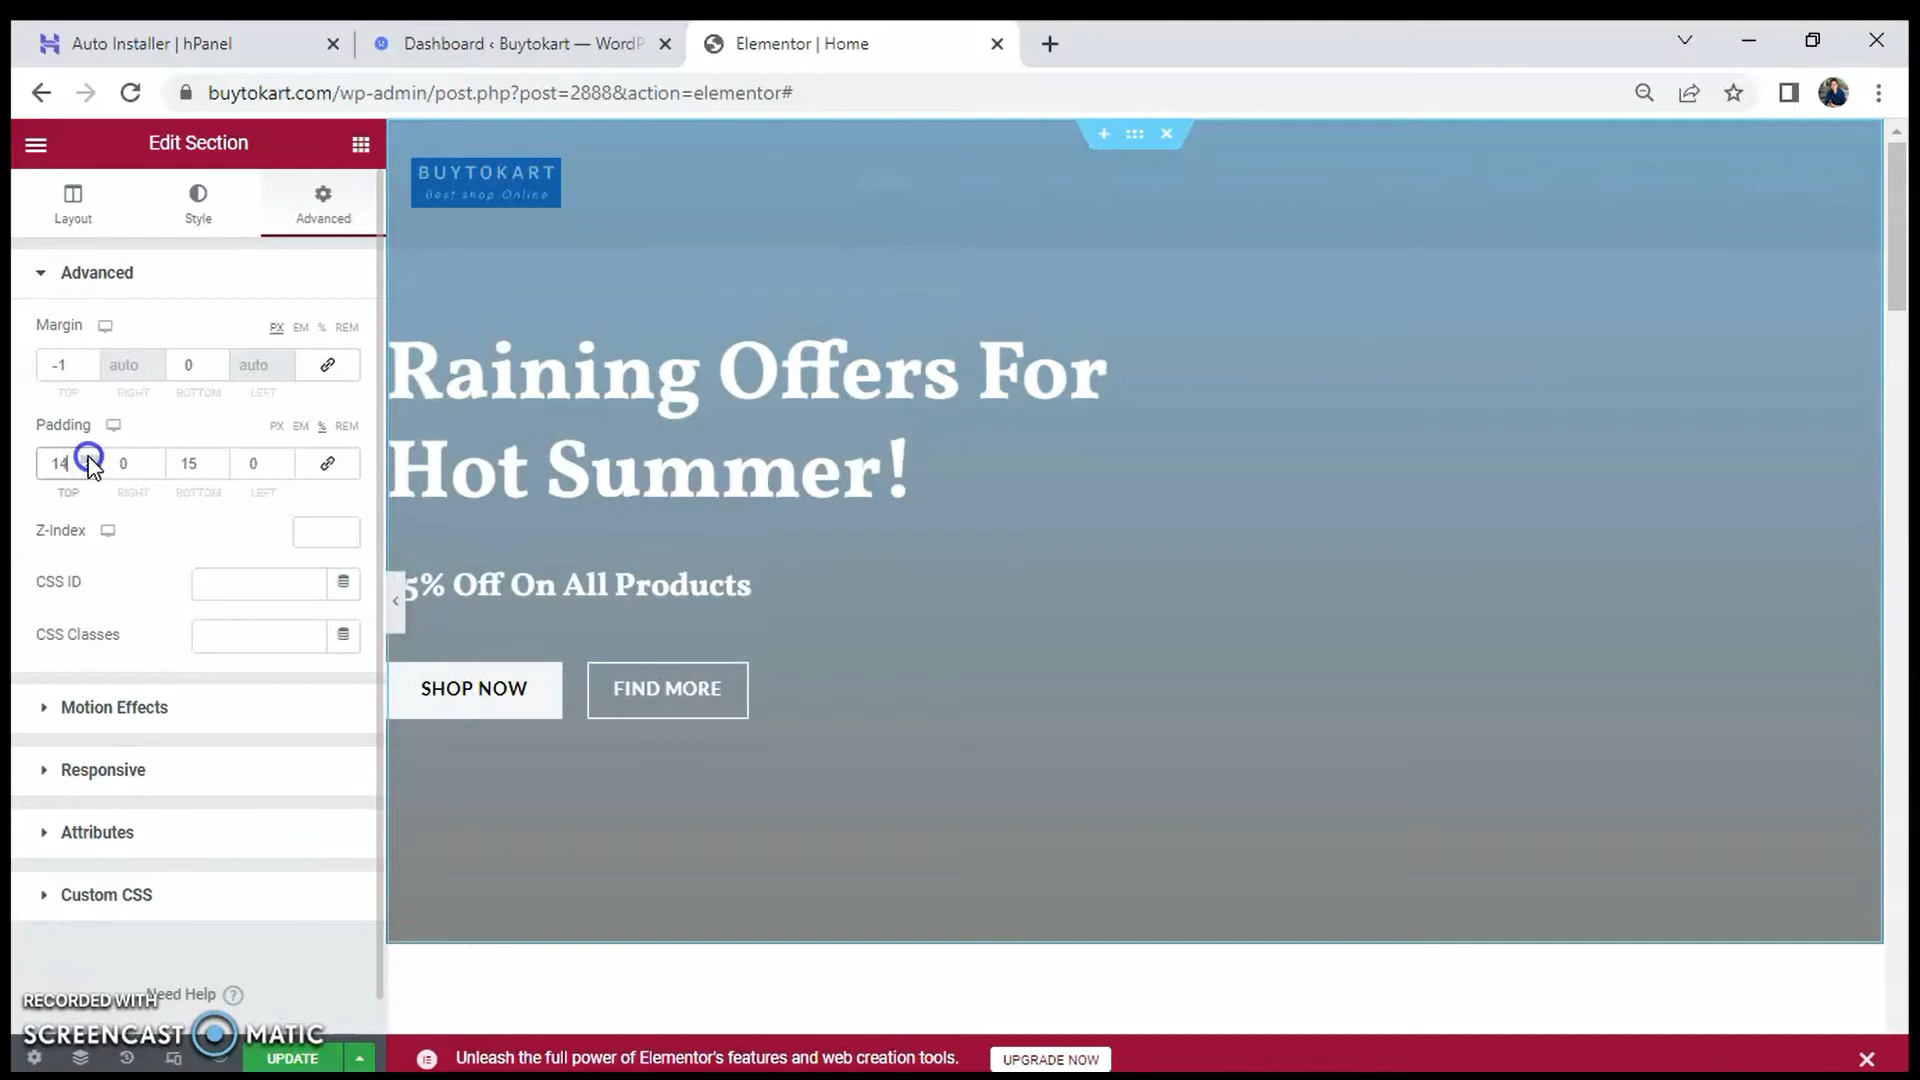 Auto Installer | hPanel
Dashboard ‹ Buytokart — WordP
Elementor | Home
buytokart.com/wp-admin/post.php?post=2888&action=elementor#
Edit Section
Layout
Style
Advanced
Advanced
Margin
PX EM % REM
-1 auto 0 auto
TOP RIGHT BOTTOM LEFT
Padding
PX EM % REM
14 0 15 0
TOP RIGHT BOTTOM LEFT
Z-Index
CSS ID
CSS Classes
Motion Effects
Responsive
Attributes
Custom CSS
Need Help
RECORDED WITH
SCREENCAST MATIC
UPDATE
BUYTOKART
Best shop Online
Raining Offers For
Hot Summer!
5% Off On All Products
SHOP NOW
FIND MORE
Unleash the full power of Elementor's features and web creation tools.
UPGRADE NOW